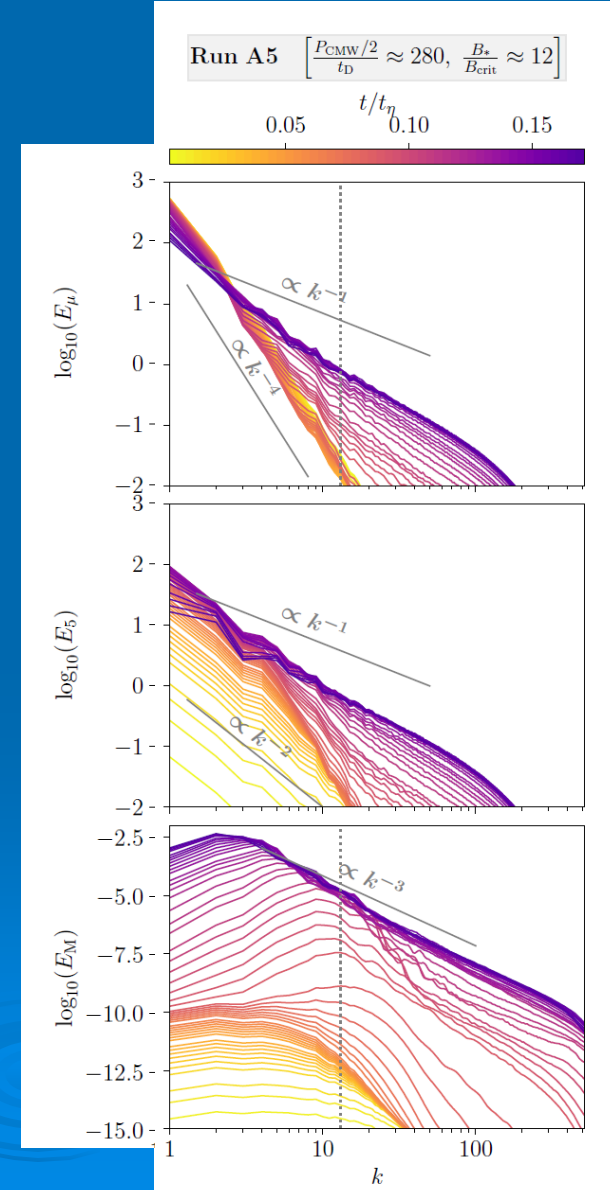 Run A5 [P_CMW/2 / t_D ≈ 280, B_* / B_crit ≈ 12]
t/t_η
0.05 0.10 0.15
3
2
1
0
−1
−2
log₁₀(E_μ)
∝ k⁻¹
∝ k⁻⁴
3
2
1
0
−1
−2
log₁₀(E₅)
∝ k⁻¹
∝ k⁻²
−2.5
−5.0
−7.5
−10.0
−12.5
−15.0
log₁₀(E_M)
∝ k⁻³
1 10 100
k